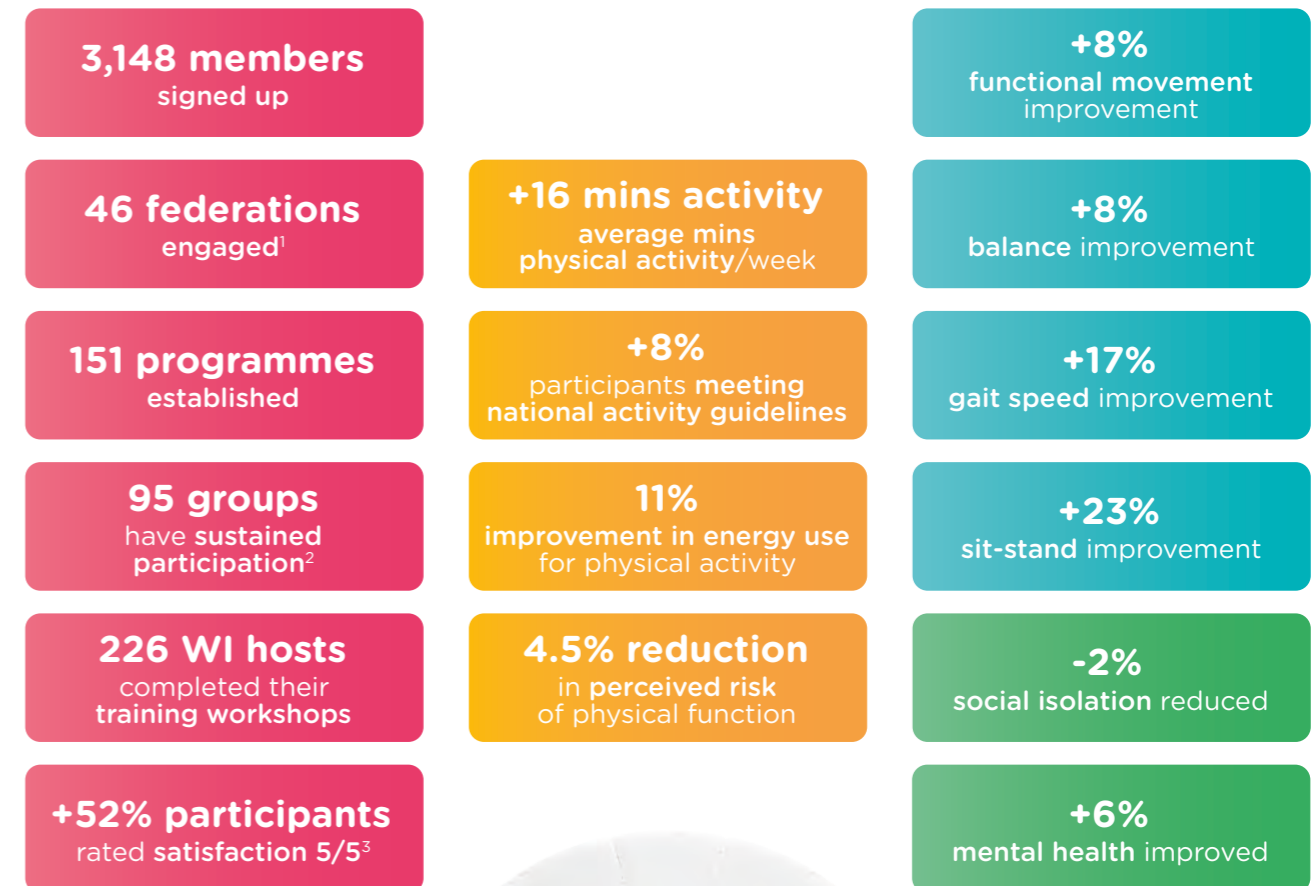 3,148 members
signed up
46 federations
engaged¹
151 programmes
established
95 groups
have sustained
participation²
226 WI hosts
completed their
training workshops
+52% participants
rated satisfaction 5/5³
+16 mins activity
average mins
physical activity/week
+8%
participants meeting
national activity guidelines
11%
improvement in energy use
for physical activity
4.5% reduction
in perceived risk
of physical function
+8%
functional movement
improvement
+8%
balance improvement
+17%
gait speed improvement
+23%
sit-stand improvement
-2%
social isolation reduced
+6%
mental health improved